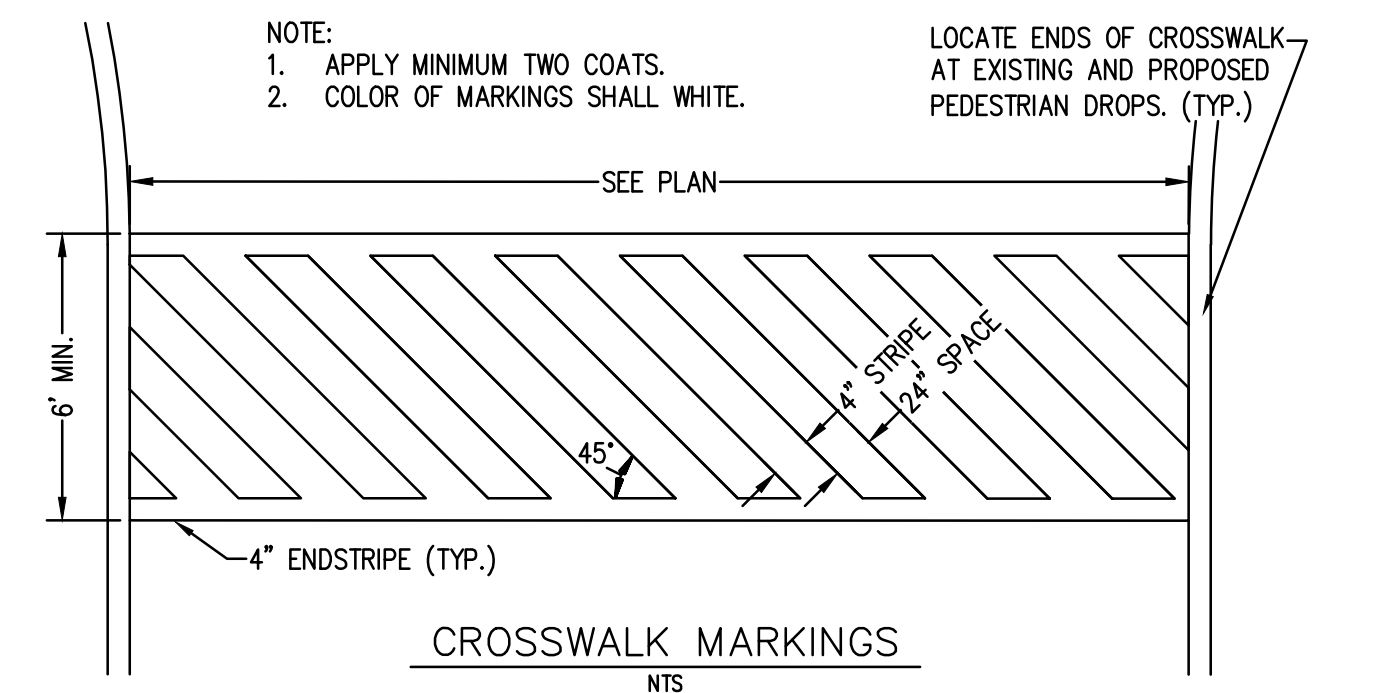 NOTE:
1. APPLY MINIMUM TWO COATS.
2. COLOR OF MARKINGS SHALL WHITE.
LOCATE ENDS OF CROSSWALK
AT EXISTING AND PROPOSED
PEDESTRIAN DROPS. (TYP.)
SEE PLAN
6' MIN.
4" STRIPE
24" SPACE
45°
4" ENDSTRIPE (TYP.)
CROSSWALK MARKINGS
NTS